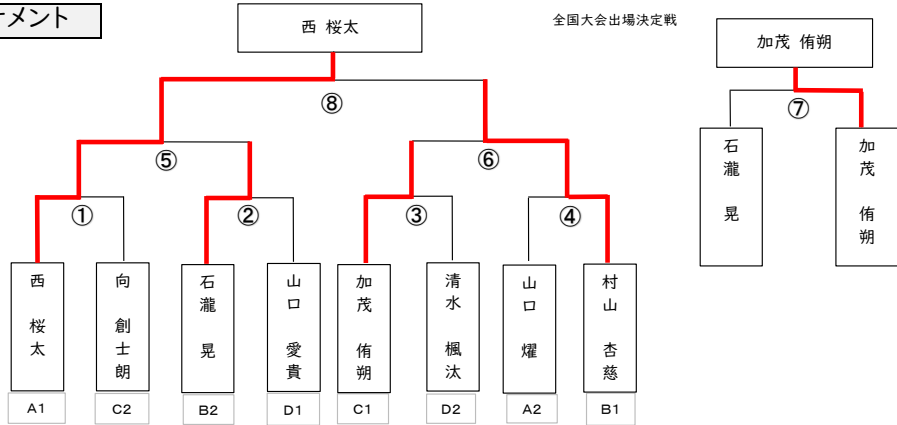 ナメント
西 桜太
全国大会出場決定戦
加茂 侑朔
⑧
⑦
⑤
⑥
①
②
③
④
石瀧 晃
加茂 侑朔
西 桜太
向 創士朗
石瀧 晃
山口 愛貴
加茂 侑朔
清水 楓汰
山口 燿
村山 杏慈
A1
C2
B2
D1
C1
D2
A2
B1